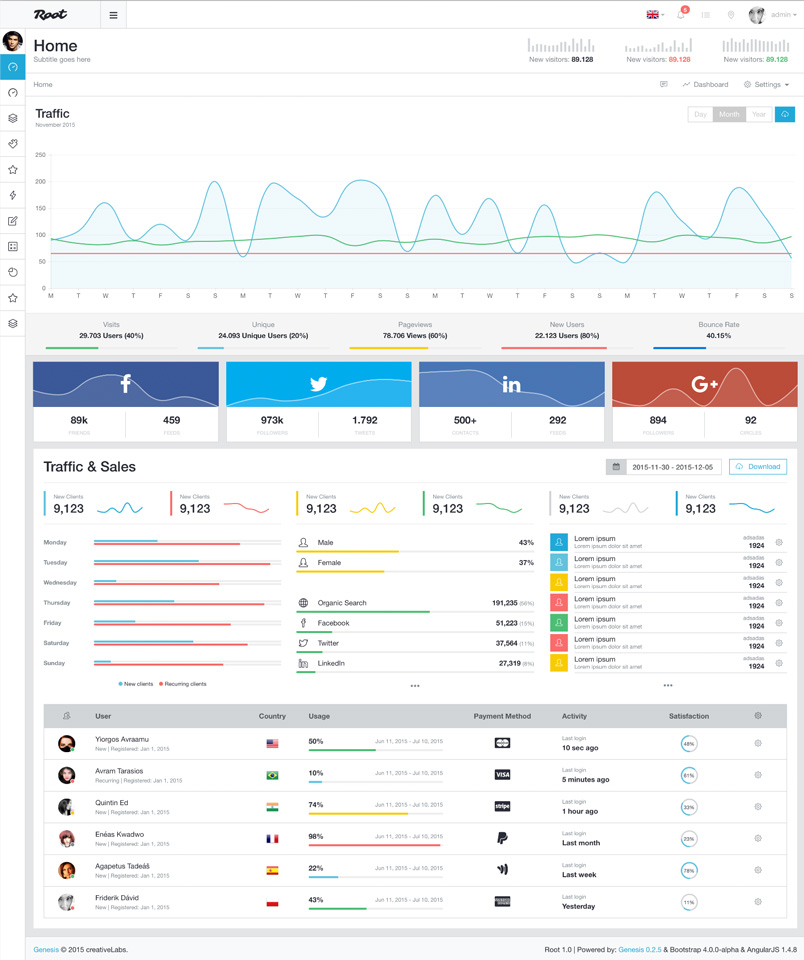 Root
5
admin
Home
Subtitle goes here
New visitors: 89.128
New visitors: 89.128
New visitors: 89.128
Home
Dashboard
Settings
Traffic
November 2015
Day Month Year
250
200
150
100
50
0
M T W T F S S M T W T F S S M T W T F S S M T W T F S S
Visits
29.703 Users (40%)
Unique
24.093 Unique Users (20%)
Pageviews
78.706 Views (60%)
New Users
22.123 Users (80%)
Bounce Rate
40.15%
f
in
G+
89k
FRIENDS
459
FEEDS
973k
FOLLOWERS
1.792
TWEETS
500+
CONTACTS
292
FEEDS
894
FOLLOWERS
92
CIRCLES
Traffic & Sales
2015-11-30 - 2015-12-05
Download
New Clients
9,123
New Clients
9,123
New Clients
9,123
New Clients
9,123
New Clients
9,123
New Clients
9,123
Monday
Tuesday
Wednesday
Thursday
Friday
Saturday
Sunday
New clients Recurring clients
Male 43%
Female 37%
Organic Search 191,235 (56%)
Facebook 51,223 (15%)
Twitter 37,564 (11%)
LinkedIn 27,319 (8%)
Lorem ipsum
Lorem ipsum dolor sit amet
adsadas
1924
Lorem ipsum
Lorem ipsum dolor sit amet
adsadas
1924
Lorem ipsum
Lorem ipsum dolor sit amet
adsadas
1924
Lorem ipsum
Lorem ipsum dolor sit amet
adsadas
1924
Lorem ipsum
Lorem ipsum dolor sit amet
adsadas
1924
Lorem ipsum
Lorem ipsum dolor sit amet
adsadas
1924
Lorem ipsum
Lorem ipsum dolor sit amet
adsadas
1924
User Country Usage Payment Method Activity Satisfaction
Yiorgos Avraamu
New | Registered: Jan 1, 2015
50% Jun 11, 2015 - Jul 10, 2015
Last login
10 sec ago
48%
Avram Tarasios
Recurring | Registered: Jan 1, 2015
10% Jun 11, 2015 - Jul 10, 2015
VISA
Last login
5 minutes ago
61%
Quintin Ed
New | Registered: Jan 1, 2015
74% Jun 11, 2015 - Jul 10, 2015
stripe
Last login
1 hour ago
33%
Enéas Kwadwo
New | Registered: Jan 1, 2015
98% Jun 11, 2015 - Jul 10, 2015
Last login
Last month
23%
Agapetus Tadeáš
New | Registered: Jan 1, 2015
22% Jun 11, 2015 - Jul 10, 2015
Last login
Last week
78%
Friderik Dávid
New | Registered: Jan 1, 2015
43% Jun 11, 2015 - Jul 10, 2015
Last login
Yesterday
11%
Genesis © 2015 creativeLabs.
Root 1.0 | Powered by: Genesis 0.2.5 & Bootstrap 4.0.0-alpha & AngularJS 1.4.8